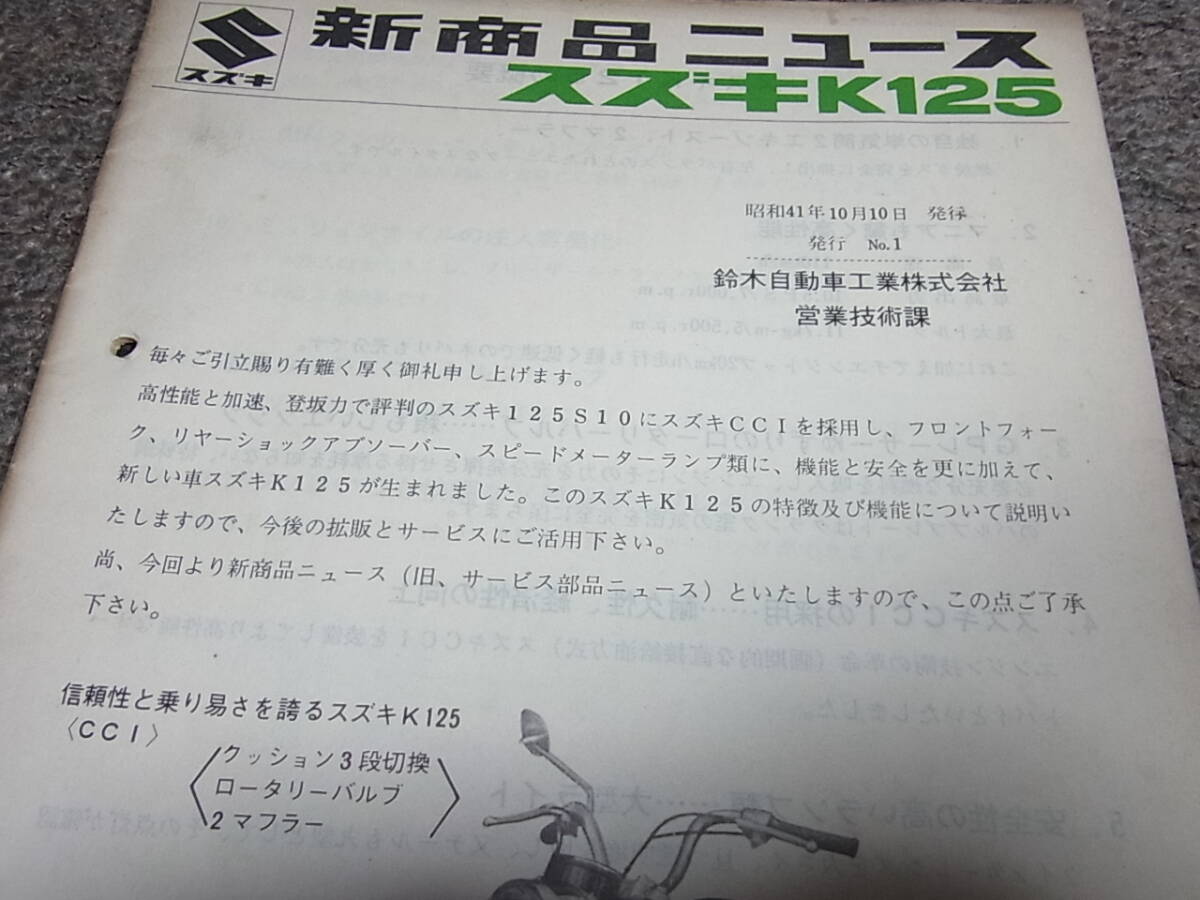 スズキ
新商品ニュース
スズキK125
昭和41年10月10日 発行
発行 No.1
鈴木自動車工業株式会社
営業技術課
毎々ご引立賜り有難く厚く御礼申し上げます。
高性能と加速、登坂力で評判のスズキ125S10にスズキCCIを採用し、フロントフォー
ク、リヤーショックアブソーバー、スピードメーターランプ類に、機能と安全を更に加えて、
新しい車スズキK125が生まれました。このスズキK125の特徴及び機能について説明い
たしますので、今後の拡販とサービスにご活用下さい。
尚、今回より新商品ニュース(旧、サービス部品ニュース)といたしますので、この点ご了承
下さい。
信頼性と乗り易さを誇るスズキK125
〈CCI〉
クッション3段切換
ロータリーバルブ
2マフラー